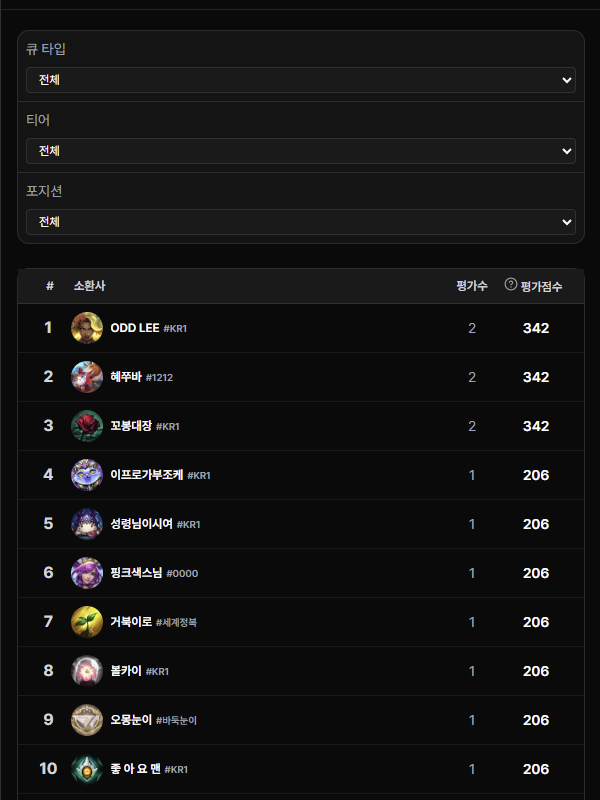 큐 타입
전체
티어
전체
포지션
전체
# 소환사 평가수 ? 평가점수
1 ODD LEE #KR1 2 342
2 헤쭈바 #1212 2 342
3 꼬봉대장 #KR1 2 342
4 이프로가부조케 #KR1 1 206
5 성령님이시여 #KR1 1 206
6 핑크색스님 #0000 1 206
7 거북이로 #세계정복 1 206
8 볼카이 #KR1 1 206
9 오몽눈이 #바둑눈이 1 206
10 좋 아 요 맨 #KR1 1 206